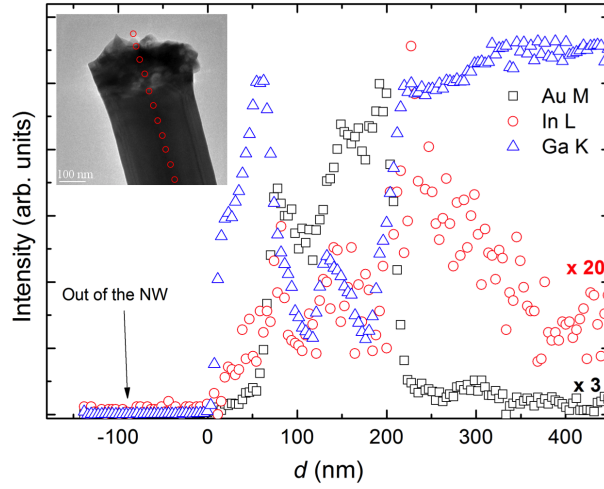 100 nm
Au M
In L
Ga K
Out of the NW
x 20
x 3
Intensity (arb. units)
-100 0 100 200 300 400
d (nm)